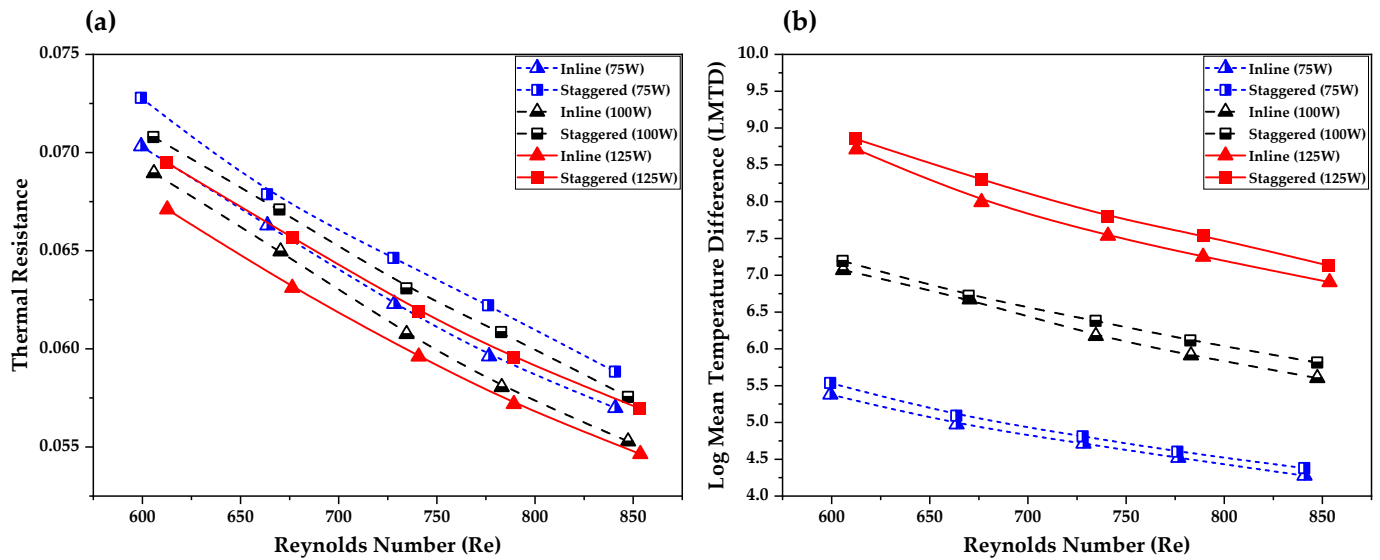 (a)
0.075
0.070
0.065
0.060
0.055
Thermal Resistance
Inline (75W)
Staggered (75W)
Inline (100W)
Staggered (100W)
Inline (125W)
Staggered (125W)
600 650 700 750 800 850
Reynolds Number (Re)
(b)
10.0
9.5
9.0
8.5
8.0
7.5
7.0
6.5
6.0
5.5
5.0
4.5
4.0
Log Mean Temperature Difference (LMTD)
Inline (75W)
Staggered (75W)
Inline (100W)
Staggered (100W)
Inline (125W)
Staggered (125W)
600 650 700 750 800 850
Reynolds Number (Re)